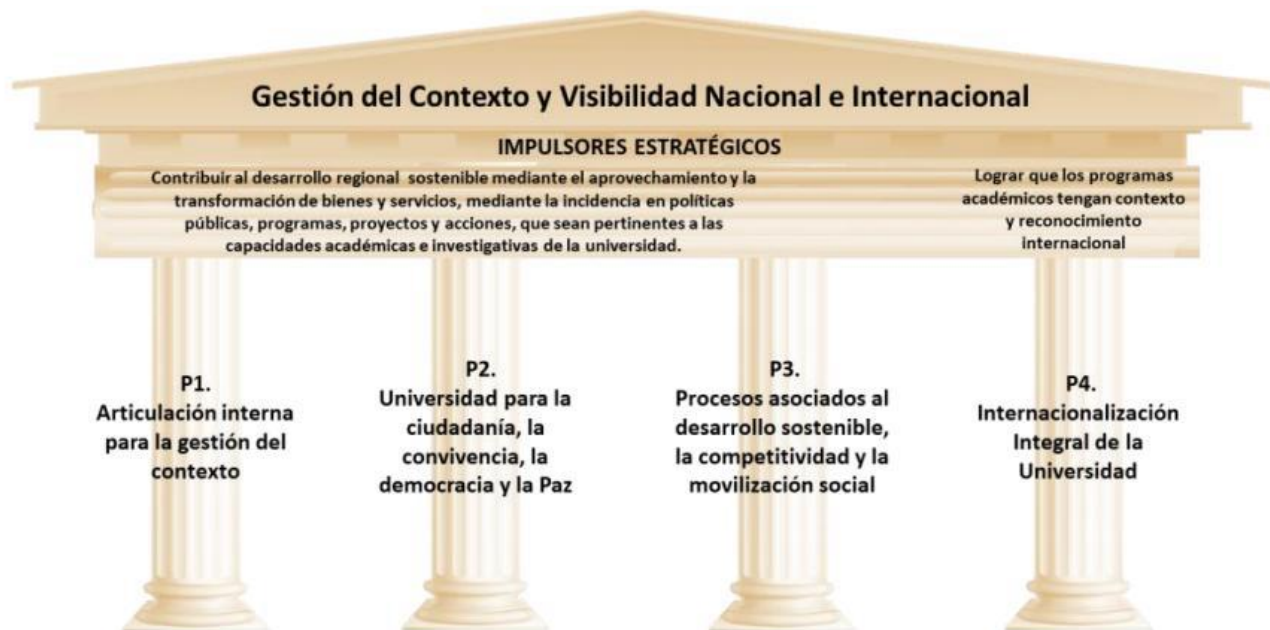 Gestión del Contexto y Visibilidad Nacional e Internacional
IMPULSORES ESTRATÉGICOS
Contribuir al desarrollo regional sostenible mediante el aprovechamiento y la
transformación de bienes y servicios, mediante la incidencia en políticas
públicas, programas, proyectos y acciones, que sean pertinentes a las
capacidades académicas e investigativas de la universidad.
Lograr que los programas
académicos tengan contexto
y reconocimiento
internacional
P1.
Articulación interna
para la gestión del
contexto
P2.
Universidad para la
ciudadanía, la
convivencia, la
democracia y la Paz
P3.
Procesos asociados al
desarrollo sostenible,
la competitividad y la
movilización social
P4.
Internacionalización
Integral de la
Universidad